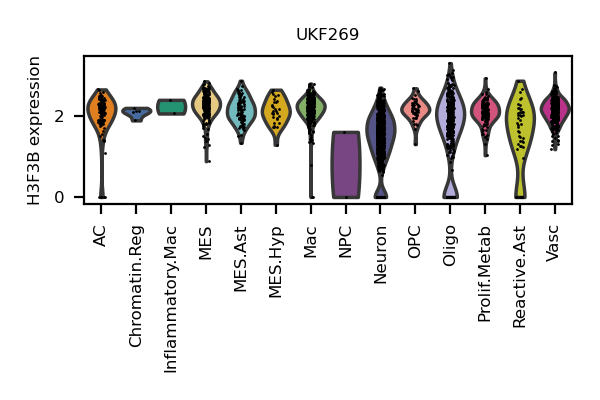 UKF269
H3F3B expression
2
0
AC
Chromatin.Reg
Inflammatory.Mac
MES
MES.Ast
MES.Hyp
Mac
NPC
Neuron
OPC
Oligo
Prolif.Metab
Reactive.Ast
Vasc